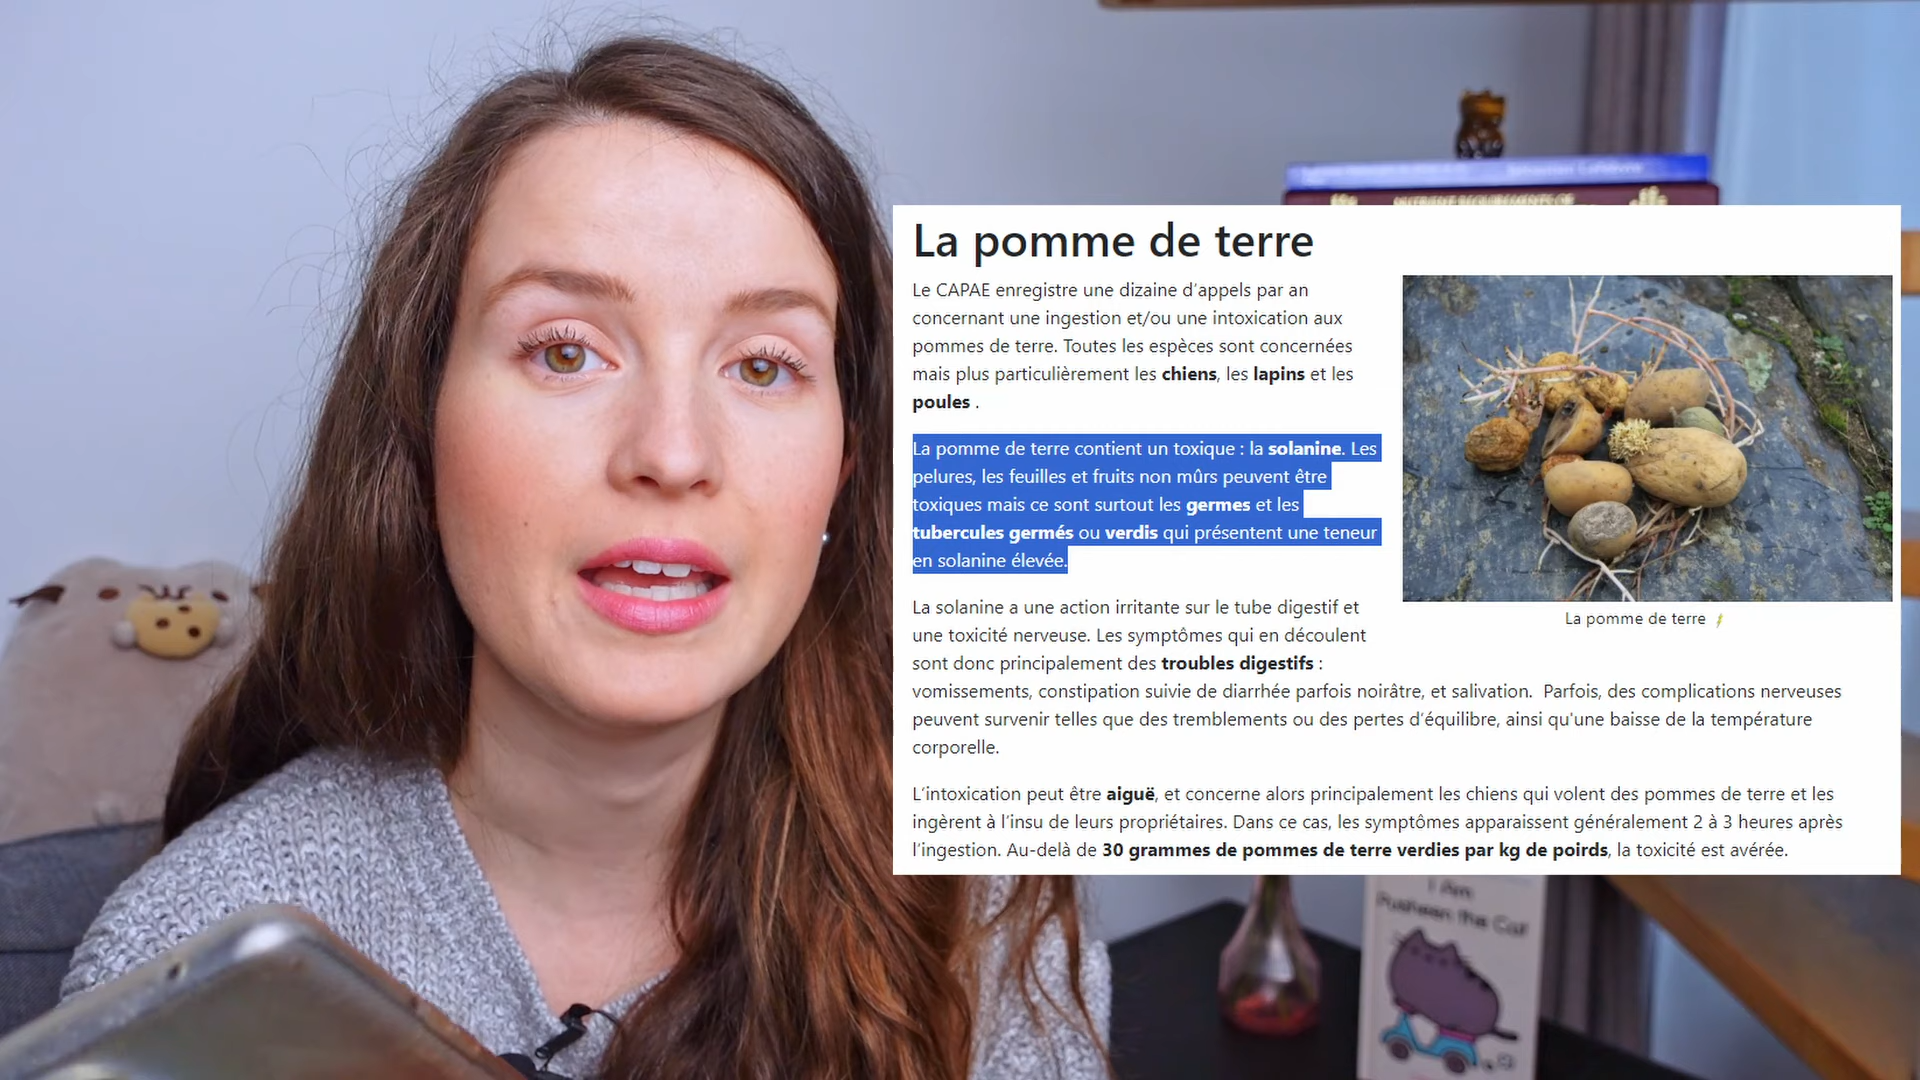 La pomme de terre
Le CAPAE enregistre une dizaine d'appels par an
concernant une ingestion et/ou une intoxication aux
pommes de terre. Toutes les espèces sont concernées
mais plus particulièrement les chiens, les lapins et les
poules .
La pomme de terre contient un toxique : la solanine. Les
pelures, les feuilles et fruits non mûrs peuvent être
toxiques mais ce sont surtout les germes et les
tubercules germés ou verdis qui présentent une teneur
en solanine élevée.
La pomme de terre
La solanine a une action irritante sur le tube digestif et
une toxicité nerveuse. Les symptômes qui en découlent
sont donc principalement des troubles digestifs :
vomissements, constipation suivie de diarrhée parfois noirâtre, et salivation.  Parfois, des complications nerveuses
peuvent survenir telles que des tremblements ou des pertes d'équilibre, ainsi qu'une baisse de la température
corporelle.
L'intoxication peut être aiguë, et concerne alors principalement les chiens qui volent des pommes de terre et les
ingèrent à l'insu de leurs propriétaires. Dans ce cas, les symptômes apparaissent généralement 2 à 3 heures après
l'ingestion. Au-delà de 30 grammes de pommes de terre verdies par kg de poirds, la toxicité est avérée.
I Am
Pusheen the Cat